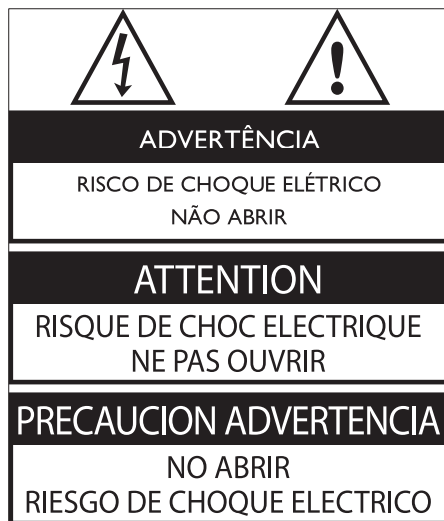 ADVERTÊNCIA
RISCO DE CHOQUE ELÉTRICO
NÃO ABRIR
ATTENTION
RISQUE DE CHOC ELECTRIQUE
NE PAS OUVRIR
PRECAUCION ADVERTENCIA
NO ABRIR
RIESGO DE CHOQUE ELECTRICO